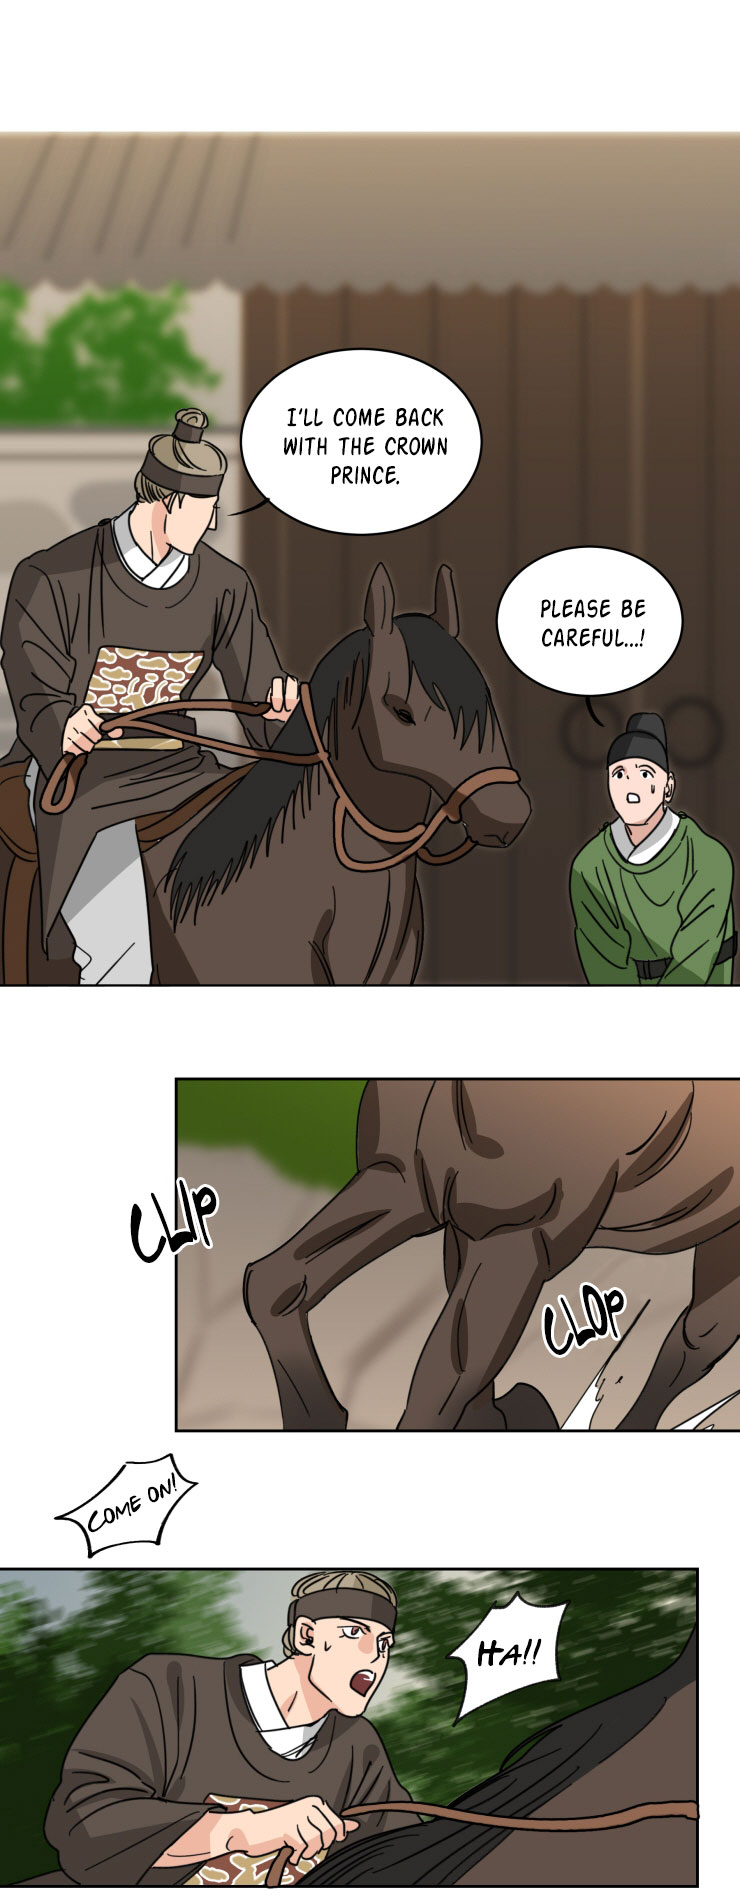 I'LL COME BACK
WITH THE CROWN
PRINCE.
PLEASE BE
CAREFUL...!
CLIP
CLOP
COME ON!
HA!!